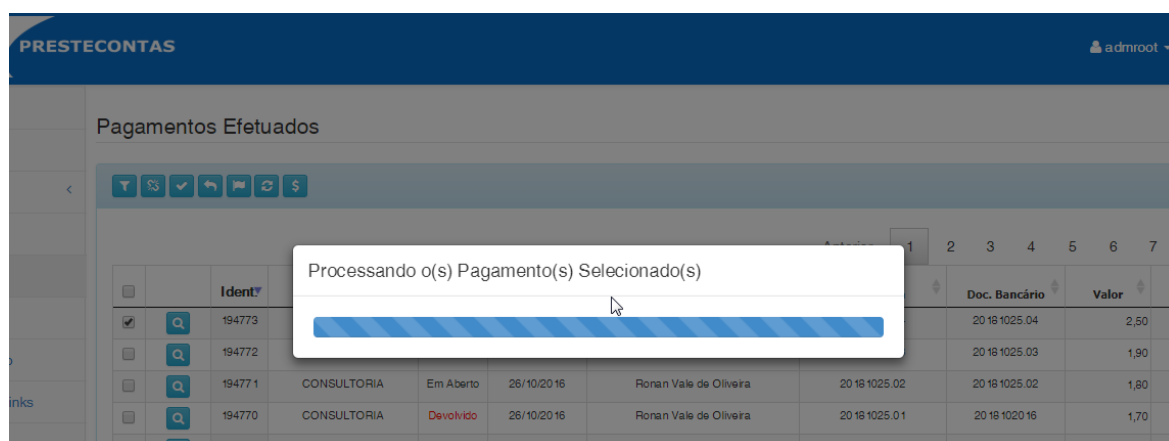 PRESTECONTAS
admroot
Pagamentos Efetuados
1 2 3 4 5 6 7
Processando o(s) Pagamento(s) Selecionado(s)
Ident. Doc. Bancário Valor
194773 20181025.04 2,50
194772 20181025.03 1,90
194771 CONSULTORIA Em Aberto 26/10/2016 Ronan Vale de Oliveira 20181025.02 20181025.02 1,80
inks
194770 CONSULTORIA Devolvido 26/10/2016 Ronan Vale de Oliveira 20181025.01 2018102016 1,70